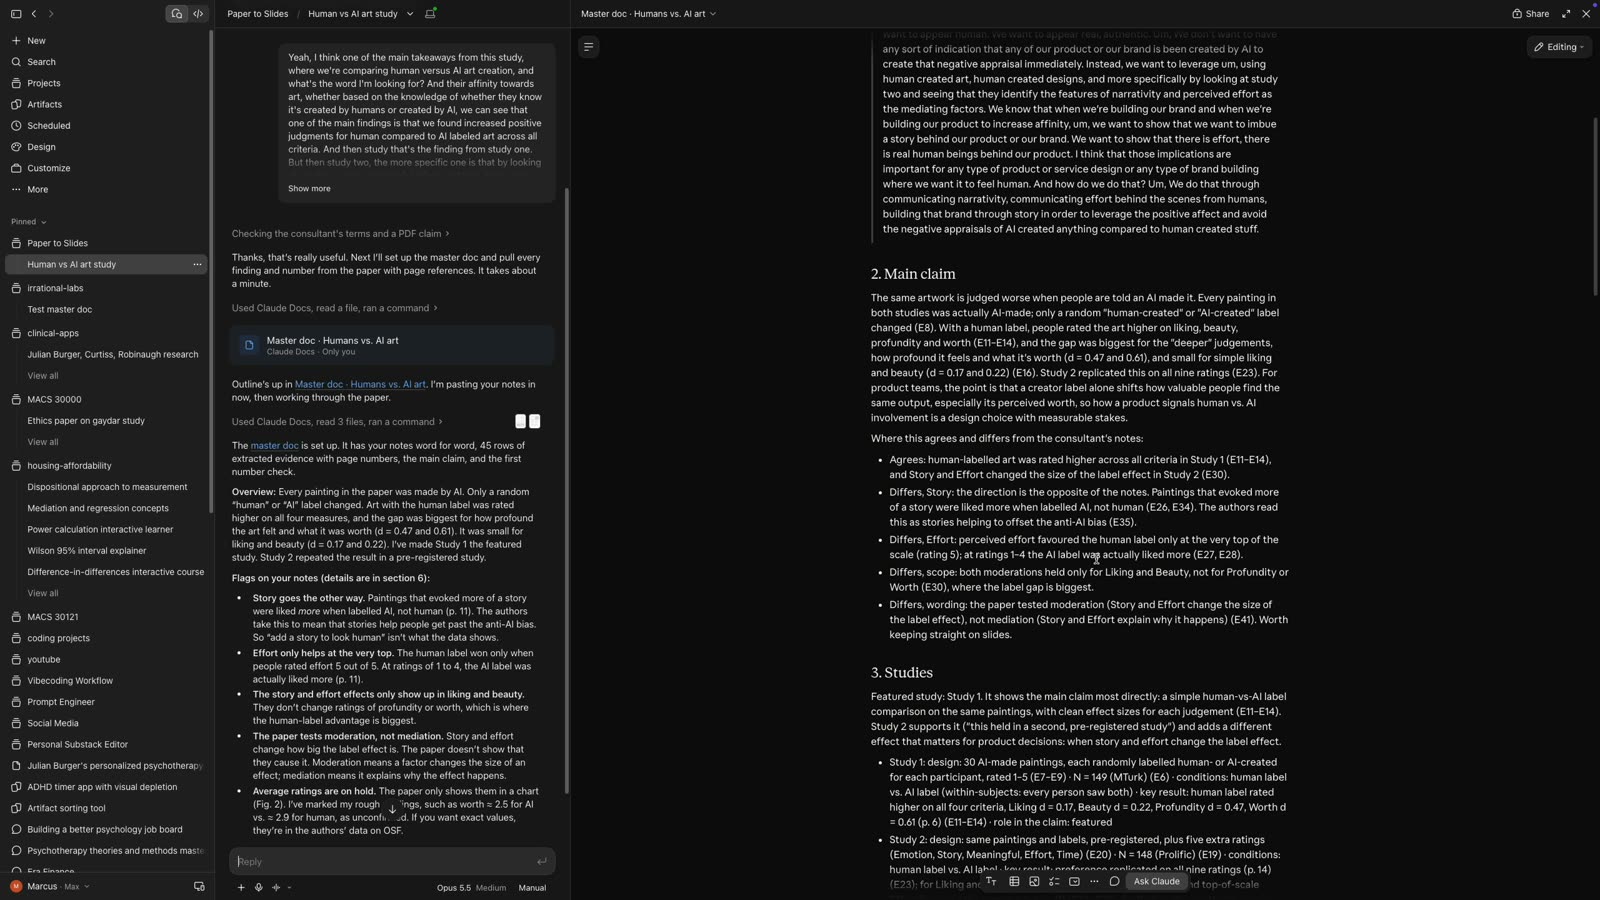 New
Search
Projects
Artifacts
Scheduled
Design
Customize
More
Pinned
Paper to Slides
Human vs AI art study
irrational-labs
Test master doc
clinical-apps
Julian Burger, Curtiss, Robinaugh research
View all
MACS 30000
Ethics paper on gaydar study
View all
housing-affordability
Dispositional approach to measurement
Mediation and regression concepts
Power calculation interactive learner
Wilson 95% interval explainer
Difference-in-differences interactive course
View all
MACS 30121
coding projects
youtube
Vibecoding Workflow
Prompt Engineer
Social Media
Personal Substack Editor
Julian Burger's personalized psychotherapy
ADHD timer app with visual depletion
Artifact sorting tool
Building a better psychology job board
Psychotherapy theories and methods maste
Era Finance
M Marcus · Max
Paper to Slides / Human vs AI art study
Yeah, I think one of the main takeaways from this study,
where we're comparing human versus AI art creation, and
what's the word I'm looking for? And their affinity towards
art, whether based on the knowledge of whether they know
it's created by humans or created by AI, we can see that
one of the main findings is that we found increased positive
judgments for human compared to AI labeled art across all
criteria. And then study that's the finding from study one.
But then study two, the more specific one is that by looking
Show more
Checking the consultant's terms and a PDF claim
Thanks, that's really useful. Next I'll set up the master doc and pull every
finding and number from the paper with page references. It takes about
a minute.
Used Claude Docs, read a file, ran a command
Master doc · Humans vs. AI art
Claude Docs · Only you
Outline's up in Master doc · Humans vs. AI art. I'm pasting your notes in
now, then working through the paper.
Used Claude Docs, read 3 files, ran a command
The master doc is set up. It has your notes word for word, 45 rows of
extracted evidence with page numbers, the main claim, and the first
number check.
Overview: Every painting in the paper was made by AI. Only a random
“human” or “AI” label changed. Art with the human label was rated
higher on all four measures, and the gap was biggest for how profound
the art felt and what it was worth (d = 0.47 and 0.61). It was small for
liking and beauty (d = 0.17 and 0.22). I've made Study 1 the featured
study. Study 2 repeated the result in a pre-registered study.
Flags on your notes (details are in section 6):
• Story goes the other way. Paintings that evoked more of a story
were liked more when labelled AI, not human (p. 11). The authors
take this to mean that stories help people get past the anti-AI bias.
So “add a story to look human” isn't what the data shows.
• Effort only helps at the very top. The human label won only when
people rated effort 5 out of 5. At ratings of 1 to 4, the AI label was
actually liked more (p. 11).
• The story and effort effects only show up in liking and beauty.
They don't change ratings of profundity or worth, which is where
the human-label advantage is biggest.
• The paper tests moderation, not mediation. Story and effort
change how big the label effect is. The paper doesn't show that
they cause it. Moderation means a factor changes the size of an
effect; mediation means it explains why the effect happens.
• Average ratings are on hold. The paper only shows them in a chart
(Fig. 2). I've marked my rough such as worth ≈ 2.5 for AI
vs. ≈ 2.9 for human, as If you want exact values,
they're in the authors' data on OSF.
Reply
Opus 5.5 Medium Manual
Master doc · Humans vs. AI art
Share
Editing
want to appear human. We want to appear real, authentic. Um, We don't want to have
any sort of indication that any of our product or our brand is been created by AI to
create that negative appraisal immediately. Instead, we want to leverage um, using
human created art, human created designs, and more specifically by looking at study
two and seeing that they identify the features of narrativity and perceived effort as
the mediating factors. We know that when we're building our brand and when we're
building our product to increase affinity, um, we want to show that we want to imbue
a story behind our product or our brand. We want to show that there is effort, there
is real human beings behind our product. I think that those implications are
important for any type of product or service design or any type of brand building
where we want it to feel human. And how do we do that? Um, We do that through
communicating narrativity, communicating effort behind the scenes from humans,
building that brand through story in order to leverage the positive affect and avoid
the negative appraisals of AI created anything compared to human created stuff.
2. Main claim
The same artwork is judged worse when people are told an AI made it. Every painting in
both studies was actually AI-made; only a random “human-created” or “AI-created” label
changed (E8). With a human label, people rated the art higher on liking, beauty,
profundity and worth (E11–E14), and the gap was biggest for the “deeper” judgements,
how profound it feels and what it's worth (d = 0.47 and 0.61), and small for simple liking
and beauty (d = 0.17 and 0.22) (E16). Study 2 replicated this on all nine ratings (E23). For
product teams, the point is that a creator label alone shifts how valuable people find the
same output, especially its perceived worth, so how a product signals human vs. AI
involvement is a design choice with measurable stakes.
Where this agrees and differs from the consultant's notes:
• Agrees: human-labelled art was rated higher across all criteria in Study 1 (E11–E14),
and Story and Effort changed the size of the label effect in Study 2 (E30).
• Differs, Story: the direction is the opposite of the notes. Paintings that evoked more
of a story were liked more when labelled AI, not human (E26, E34). The authors read
this as stories helping to offset the anti-AI bias (E35).
• Differs, Effort: perceived effort favoured the human label only at the very top of the
scale (rating 5); at ratings 1–4 the AI label was actually liked more (E27, E28).
• Differs, scope: both moderations held only for Liking and Beauty, not for Profundity or
Worth (E30), where the label gap is biggest.
• Differs, wording: the paper tested moderation (Story and Effort change the size of
the label effect), not mediation (Story and Effort explain why it happens) (E41). Worth
keeping straight on slides.
3. Studies
Featured study: Study 1. It shows the main claim most directly: a simple human-vs-AI label
comparison on the same paintings, with clean effect sizes for each judgement (E11–E14).
Study 2 supports it (“this held in a second, pre-registered study”) and adds a different
effect that matters for product decisions: when story and effort change the label effect.
• Study 1: design: 30 AI-made paintings, each randomly labelled human- or AI-created
for each participant, rated 1–5 (E7–E9) · N = 149 (MTurk) (E6) · conditions: human label
vs. AI label (within-subjects: every person saw both) · key result: human label rated
higher on all four criteria, Liking d = 0.17, Beauty d = 0.22, Profundity d = 0.47, Worth d
= 0.61 (p. 6) (E11–E14) · role in the claim: featured
• Study 2: design: same paintings and labels, pre-registered, plus five extra ratings
(Emotion, Story, Meaningful, Effort, Time) (E20) · N = 148 (Prolific) (E19) · conditions:
human label vs. AI label · key result: preference replicated on all nine ratings (p. 14)
(E23); for Liking and and top-of-scale
Ask Claude